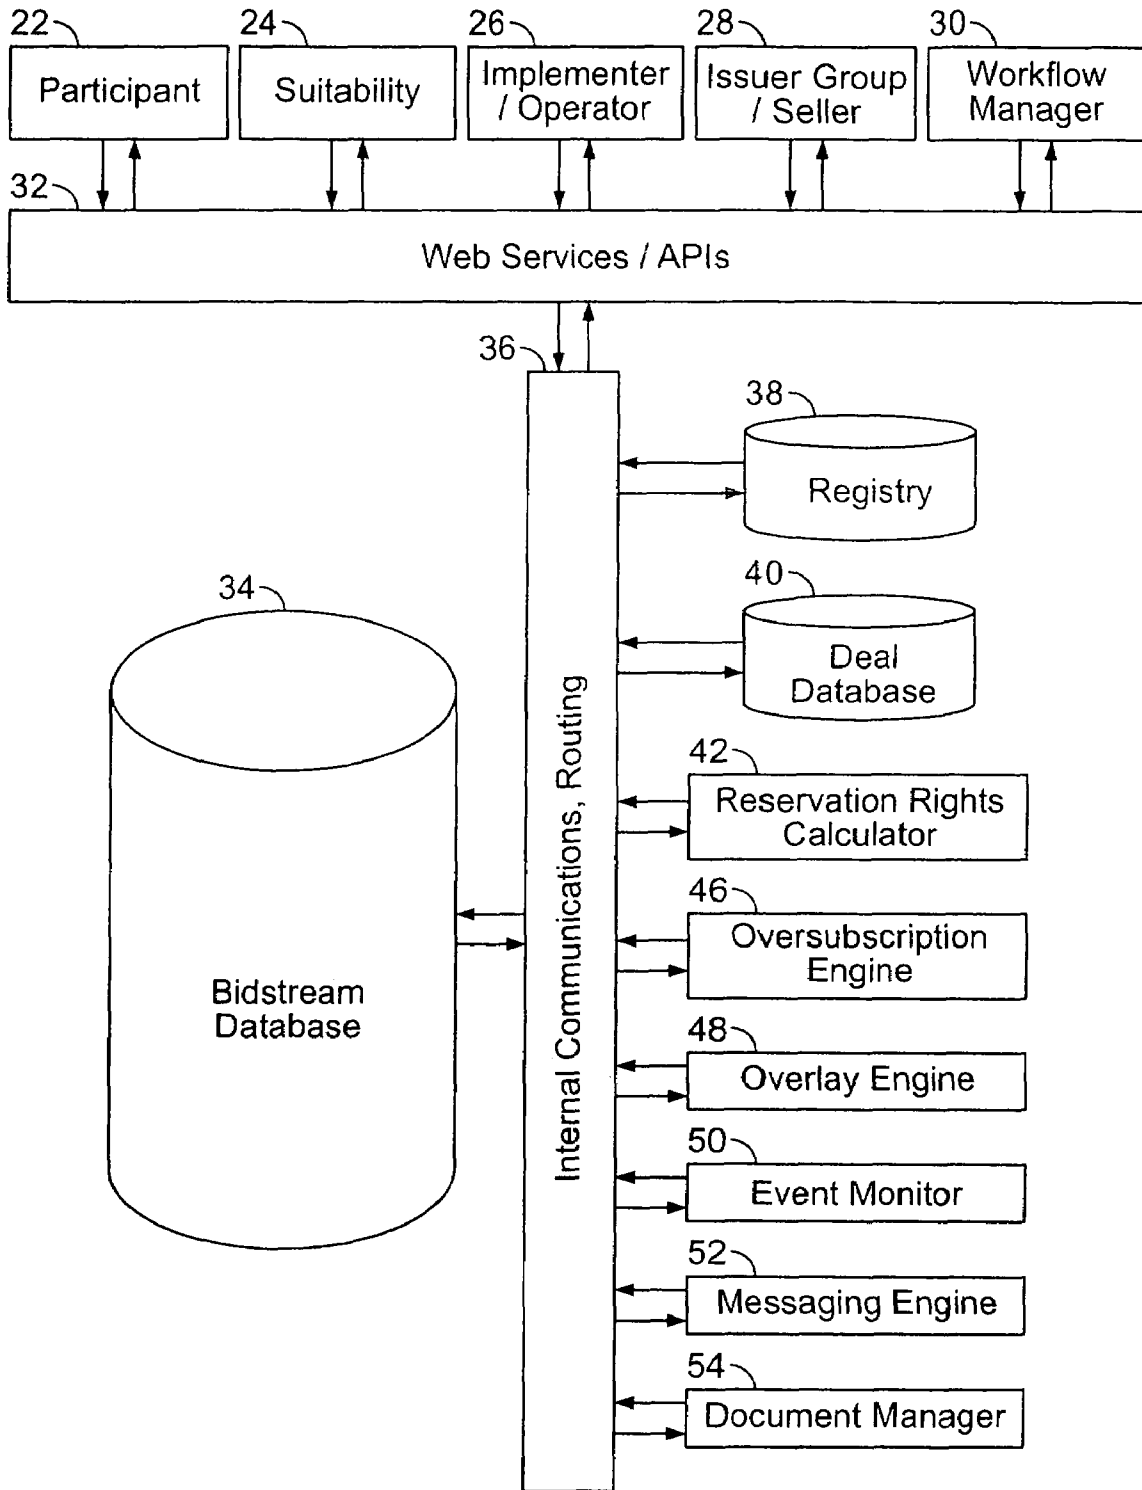 22
24
26
28
30
Participant
Suitability
Implementer
/ Operator
Issuer Group
/ Seller
Workflow
Manager
32
Web Services / APIs
36
38
Registry
34
40
Deal
Database
Internal Communications, Routing
42
Reservation Rights
Calculator
46
Oversubscription
Engine
Bidstream
Database
48
Overlay Engine
50
Event Monitor
52
Messaging Engine
54
Document Manager